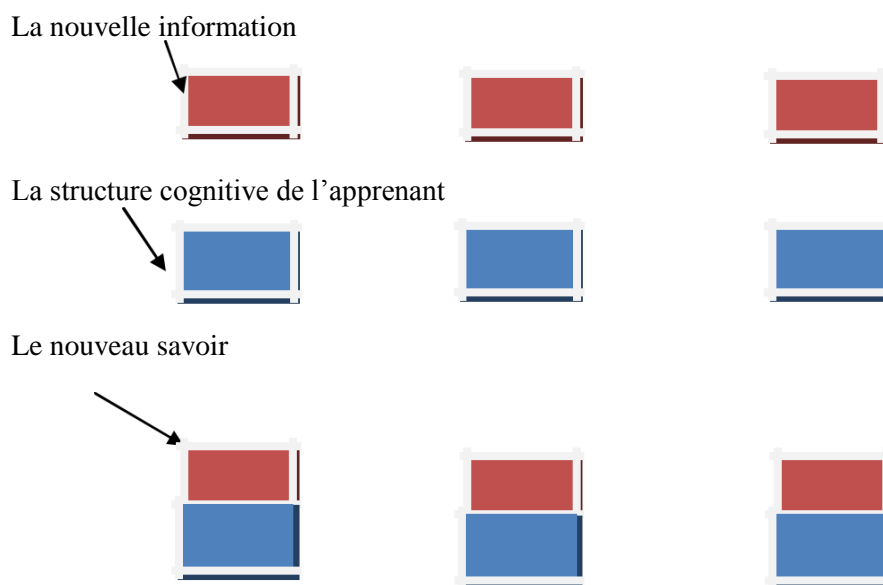 La nouvelle information
La structure cognitive de l’apprenant
Le nouveau savoir